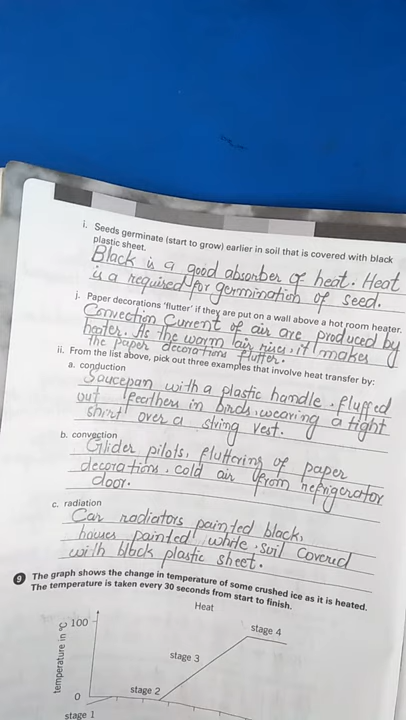 i. Seeds germinate (start to grow) earlier in soil that is covered with black
plastic sheet.
Black is a good absorber of heat. Heat
is a required for germination of seed.
j. Paper decorations 'flutter' if they are put on a wall above a hot room heater.
Convection Current of air are produced by
heater. As the warm air rise, it makes
the paper decorations flutter.
ii. From the list above, pick out three examples that involve heat transfer by:
a. conduction
Saucepan with a plastic handle. fluffed
out feathers in birds, wearing a tight
shirt over a string vest.
b. convection
Glider pilots, fluttering of paper
decorations. cold air from refrigerator
door.
c. radiation
Car radiators painted black,
houses painted white. Soil covered
with black plastic sheet.
9 The graph shows the change in temperature of some crushed ice as it is heated.
The temperature is taken every 30 seconds from start to finish.
Heat
temperature in °C
100
stage 4
stage 3
stage 2
0
stage 1